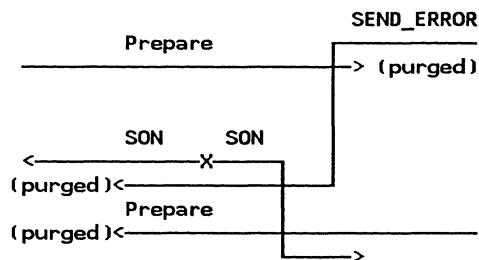 SEND_ERROR
Prepare
(purged)
SON SON
(purged)
Prepare
(purged)